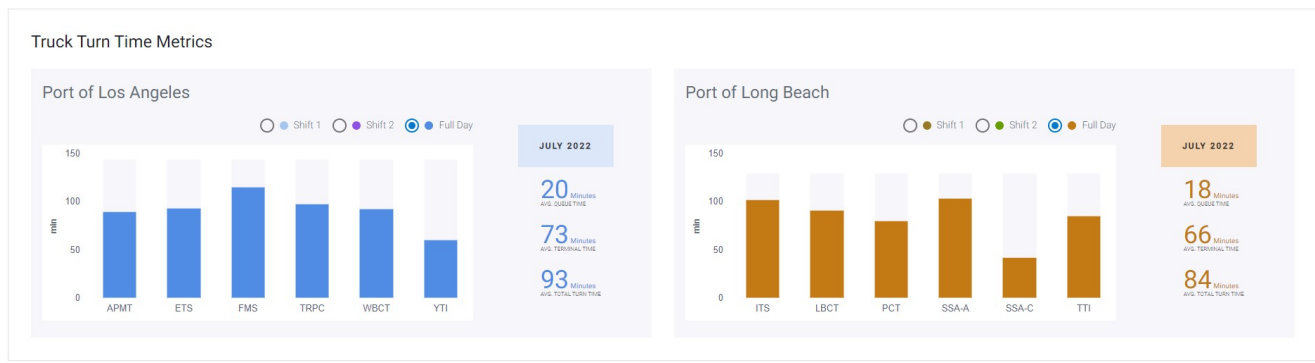 Truck Turn Time Metrics
Port of Los Angeles
Shift 1 Shift 2 Full Day
JULY 2022
150
100
50
0
min
APMT ETS FMS TRPC WBCT YTI
20 Minutes
AVG. QUEUE TIME
73 Minutes
AVG. TERMINAL TIME
93 Minutes
AVG. TOTAL TURN TIME
Port of Long Beach
Shift 1 Shift 2 Full Day
JULY 2022
150
100
50
0
min
ITS LBCT PCT SSA-A SSA-C TTI
18 Minutes
AVG. QUEUE TIME
66 Minutes
AVG. TERMINAL TIME
84 Minutes
AVG. TOTAL TURN TIME